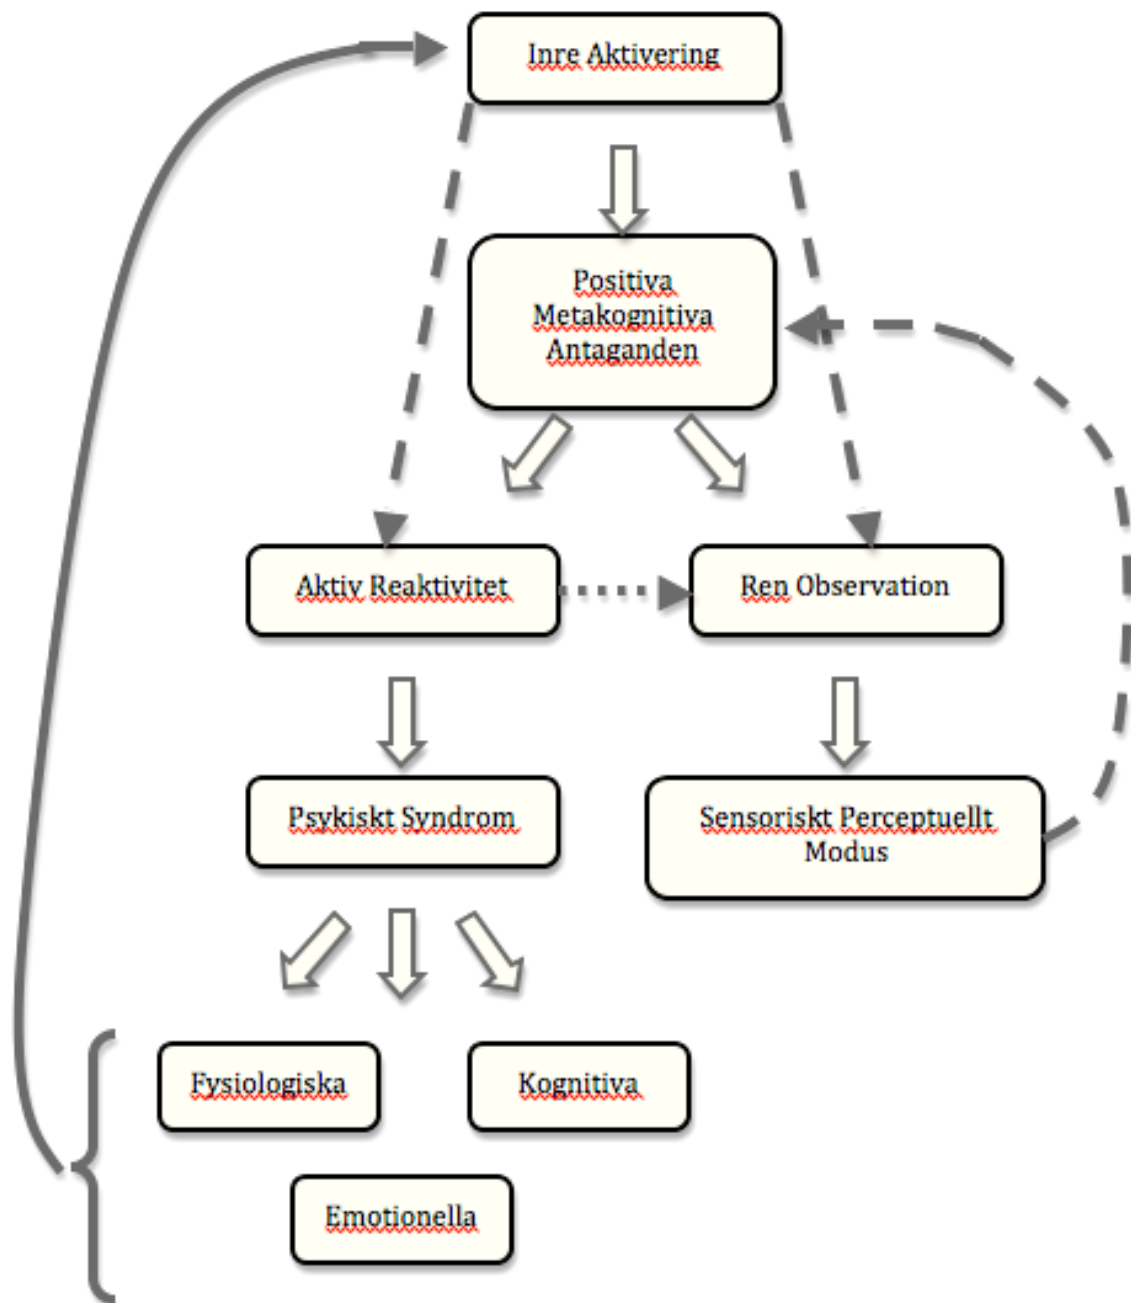 Inre Aktivering
Positiva
Metakognitiva
Antaganden
Aktiv Reaktivitet
Ren Observation
Psykiskt Syndrom
Sensoriskt Perceptuellt
Modus
Fysiologiska
Kognitiva
Emotionella